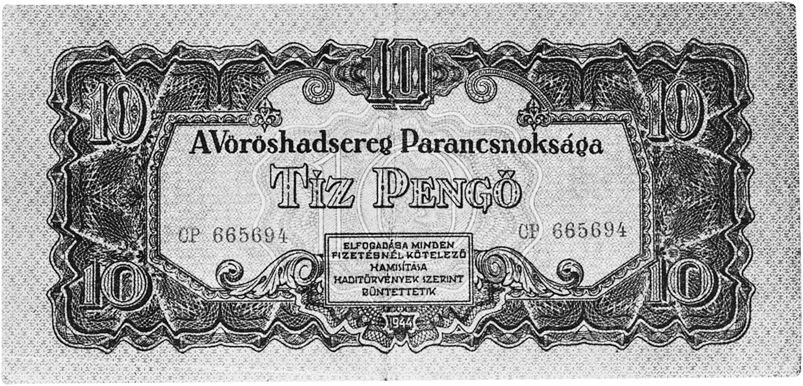 10
10 10
A Vöröshadsereg Parancsnoksága
TÍZ PENGŐ
CP 665694 CP 665694
ELFOGADÁSA MINDEN
FIZETÉSNÉL KÖTELEZŐ
HAMISÍTÁSA
HADITÖRVÉNYEK SZERINT
BÜNTETTETIK
10 10
1944